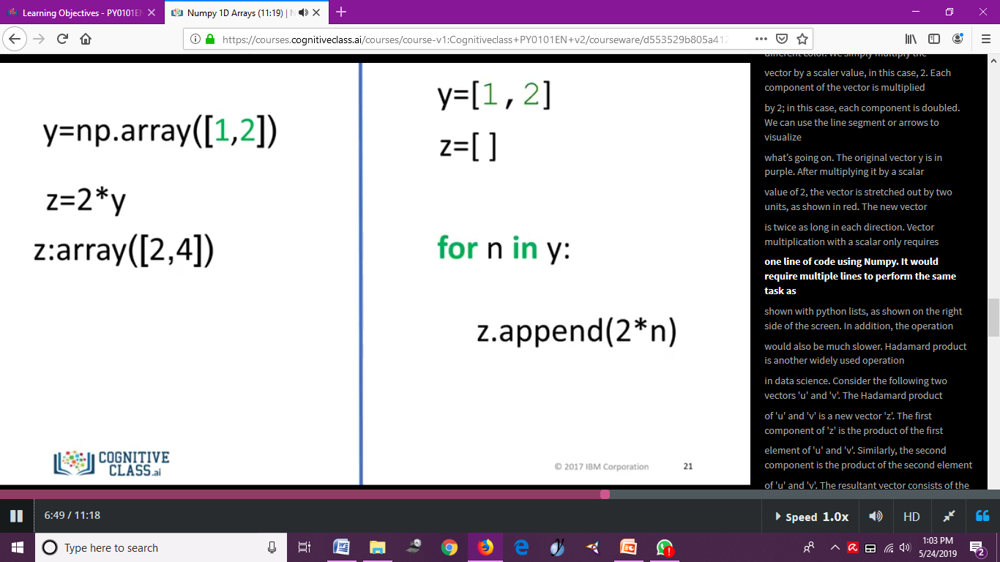 Learning Objectives - PY0101EN
Numpy 1D Arrays (11:19) | N
https://courses.cognitiveclass.ai/courses/course-v1:Cognitiveclass+PY0101EN+v2/courseware/d553529b805a412
y=np.array([1,2])
z=2*y
z:array([2,4])
y=[1,2]
z=[ ]
for n in y:
z.append(2*n)
COGNITIVE
CLASS.ai
© 2017 IBM Corporation
21
different color. We simply multiply the
vector by a scaler value, in this case, 2. Each
component of the vector is multiplied
by 2; in this case, each component is doubled.
We can use the line segment or arrows to
visualize
what's going on. The original vector y is in
purple. After multiplying it by a scalar
value of 2, the vector is stretched out by two
units, as shown in red. The new vector
is twice as long in each direction. Vector
multiplication with a scalar only requires
one line of code using Numpy. It would
require multiple lines to perform the same
task as
shown with python lists, as shown on the right
side of the screen. In addition, the operation
would also be much slower. Hadamard product
is another widely used operation
in data science. Consider the following two
vectors 'u' and 'v'. The Hadamard product
of 'u' and 'v' is a new vector 'z'. The first
component of 'z' is the product of the first
element of 'u' and 'v'. Similarly, the second
component is the product of the second element
of 'u' and 'v'. The resultant vector consists of the
6:49 / 11:18
Speed 1.0x
HD
Type here to search
1:03 PM
5/24/2019
2